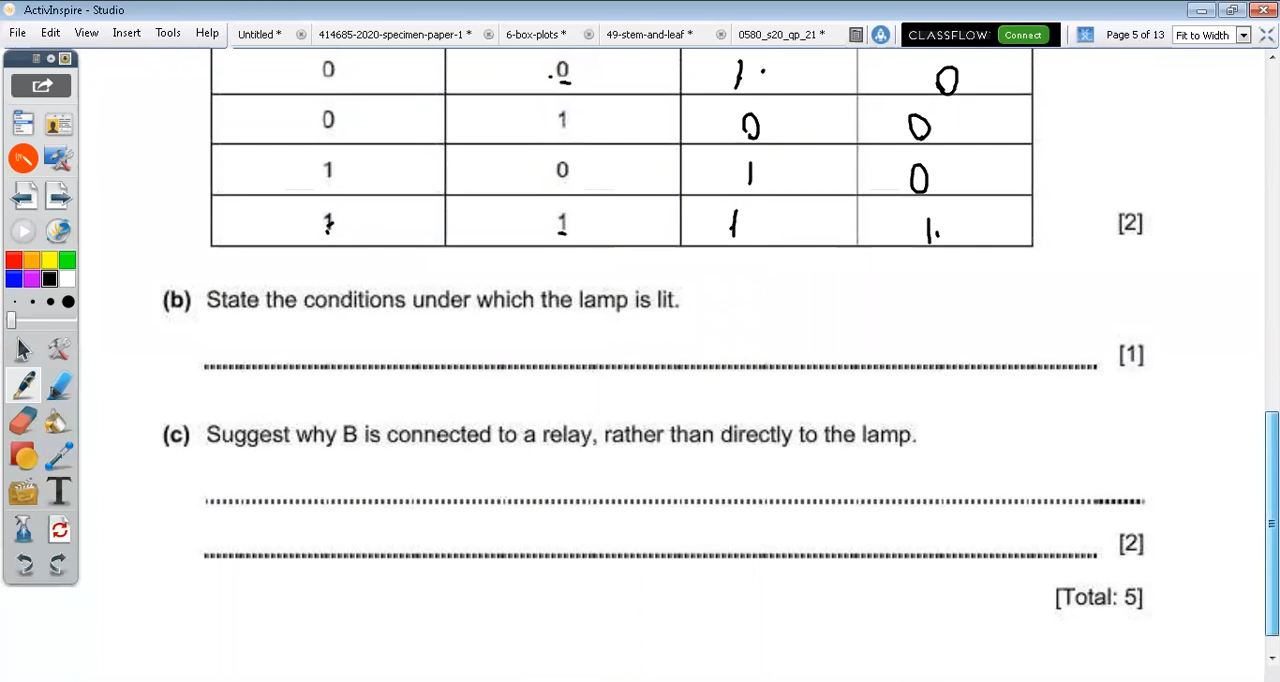 ActivInspire - Studio
File Edit View Insert Tools Help Untitled * 414685-2020-specimen-paper-1 * 6-box-plots * 49-stem-and-leaf * 0580_s20_qp_21 * CLASSFLOW Connect Page 5 of 13 Fit to Width
0 0 1 0
0 1 0 0
1 0 1 0
1 1 1 1 [2]
(b) State the conditions under which the lamp is lit.
[1]
(c) Suggest why B is connected to a relay, rather than directly to the lamp.
[2]
[Total: 5]